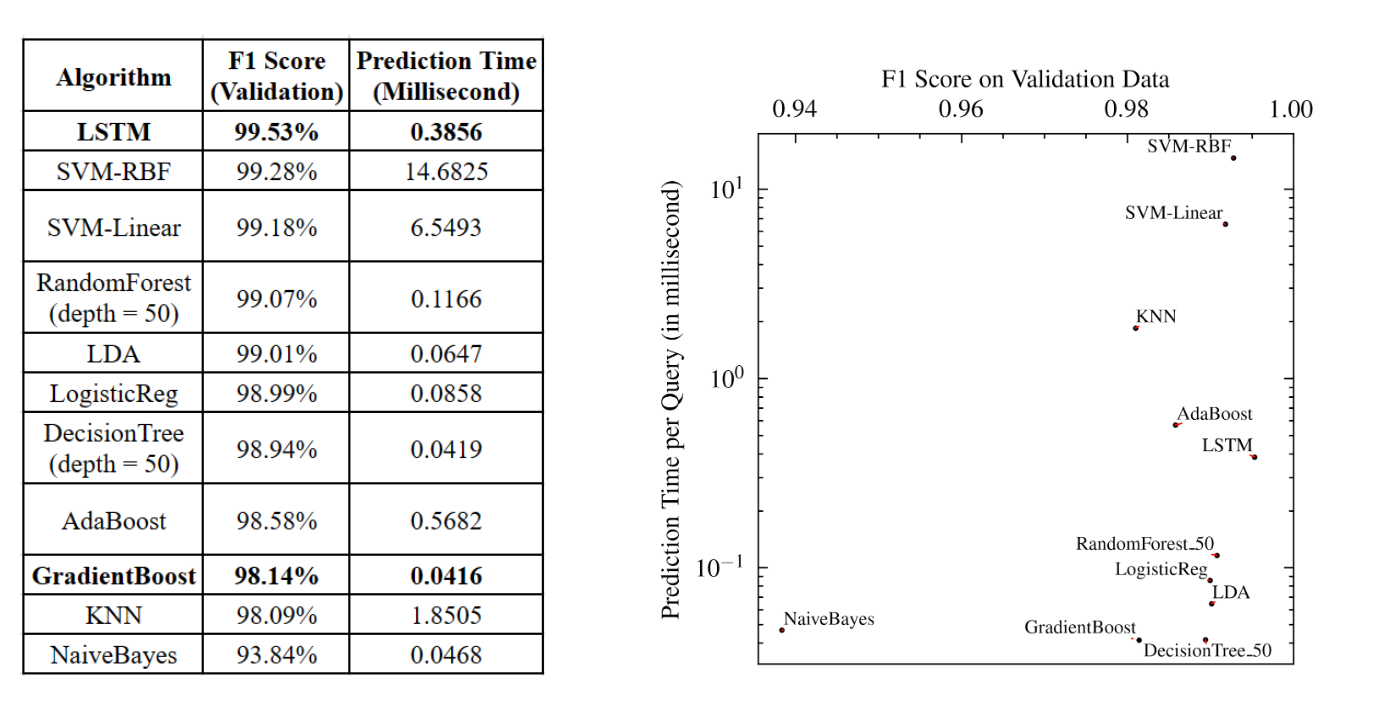 Algorithm F1 Score (Validation) Prediction Time (Millisecond)
LSTM 99.53% 0.3856
SVM-RBF 99.28% 14.6825
SVM-Linear 99.18% 6.5493
RandomForest (depth = 50) 99.07% 0.1166
LDA 99.01% 0.0647
LogisticReg 98.99% 0.0858
DecisionTree (depth = 50) 98.94% 0.0419
AdaBoost 98.58% 0.5682
GradientBoost 98.14% 0.0416
KNN 98.09% 1.8505
NaiveBayes 93.84% 0.0468
F1 Score on Validation Data
0.94 0.96 0.98 1.00
Prediction Time per Query (in millisecond)
10¹
10⁰
10⁻¹
SVM-RBF
SVM-Linear
KNN
AdaBoost
LSTM
RandomForest_50
LogisticReg
LDA
NaiveBayes
GradientBoost
DecisionTree_50